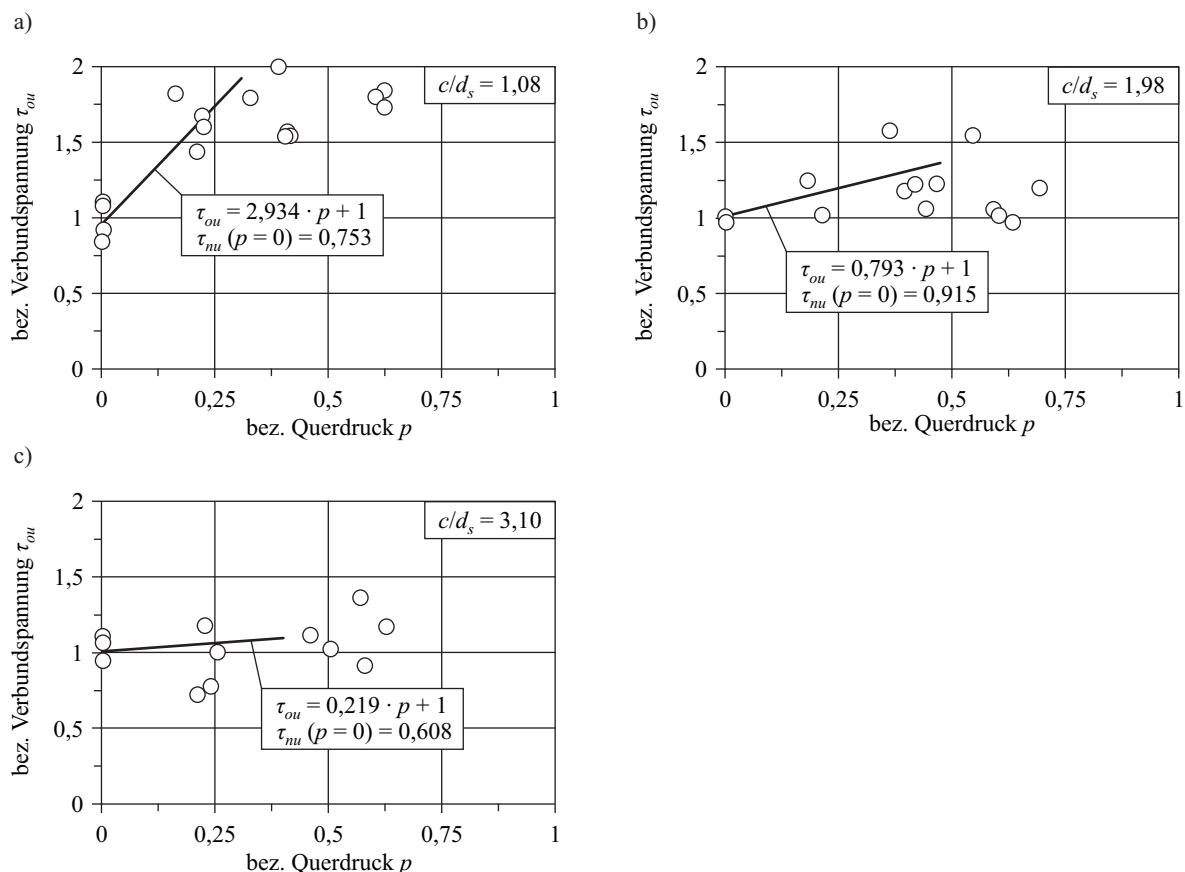 a)
bez. Verbundspannung τou
2
1,5
1
0,5
0
c/ds = 1,08
τou = 2,934 · p + 1
τnu (p = 0) = 0,753
0
0,25
0,5
0,75
1
bez. Querdruck p
b)
bez. Verbundspannung τou
2
1,5
1
0,5
0
c/ds = 1,98
τou = 0,793 · p + 1
τnu (p = 0) = 0,915
0
0,25
0,5
0,75
1
bez. Querdruck p
c)
bez. Verbundspannung τou
2
1,5
1
0,5
0
c/ds = 3,10
τou = 0,219 · p + 1
τnu (p = 0) = 0,608
0
0,25
0,5
0,75
1
bez. Querdruck p